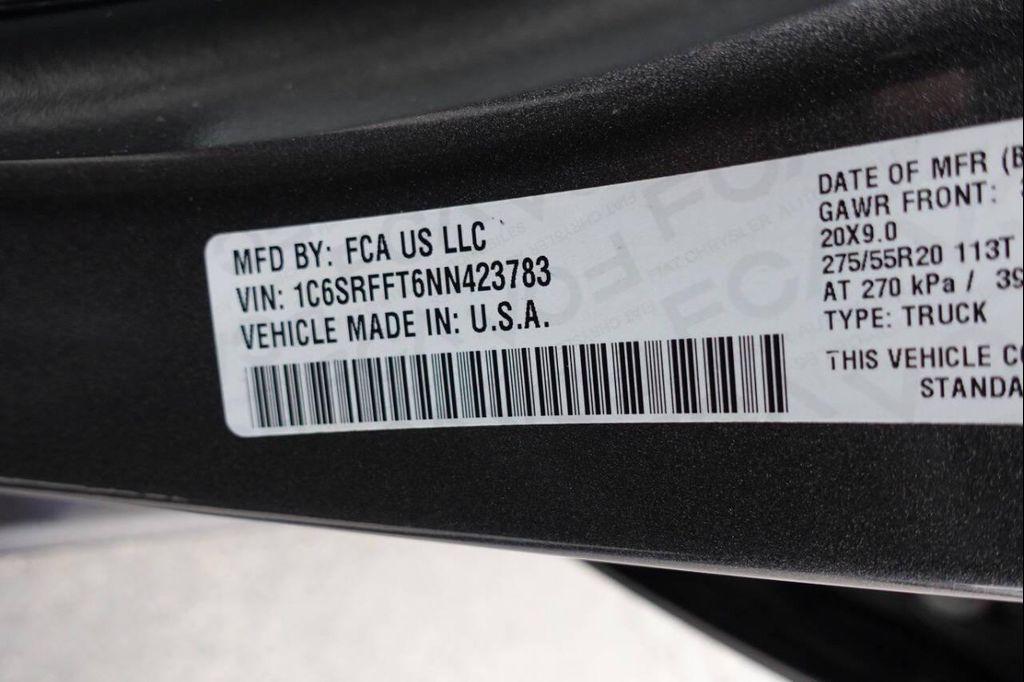 MFD BY: FCA US LLC
VIN: 1C6SRFFT6NN423783
VEHICLE MADE IN: U.S.A.
DATE OF MFR
GAWR FRONT:
20X9.0
275/55R20 113T
AT 270 kPa / 39
TYPE: TRUCK
THIS VEHICLE